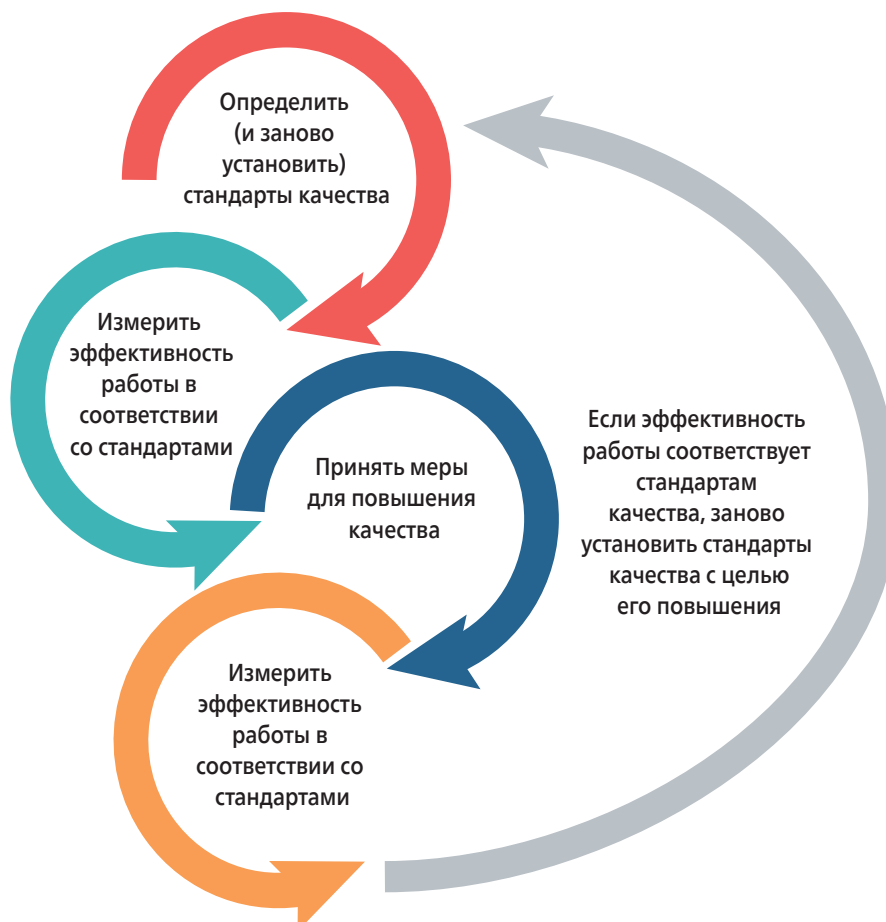 Определить
(и заново
установить)
стандарты качества
Измерить
эффективность
работы в
соответствии
со стандартами
Принять меры
для повышения
качества
Если эффективность
работы соответствует
стандартам
качества, заново
установить стандарты
качества с целью
его повышения
Измерить
эффективность
работы в
соответствии со
стандартами